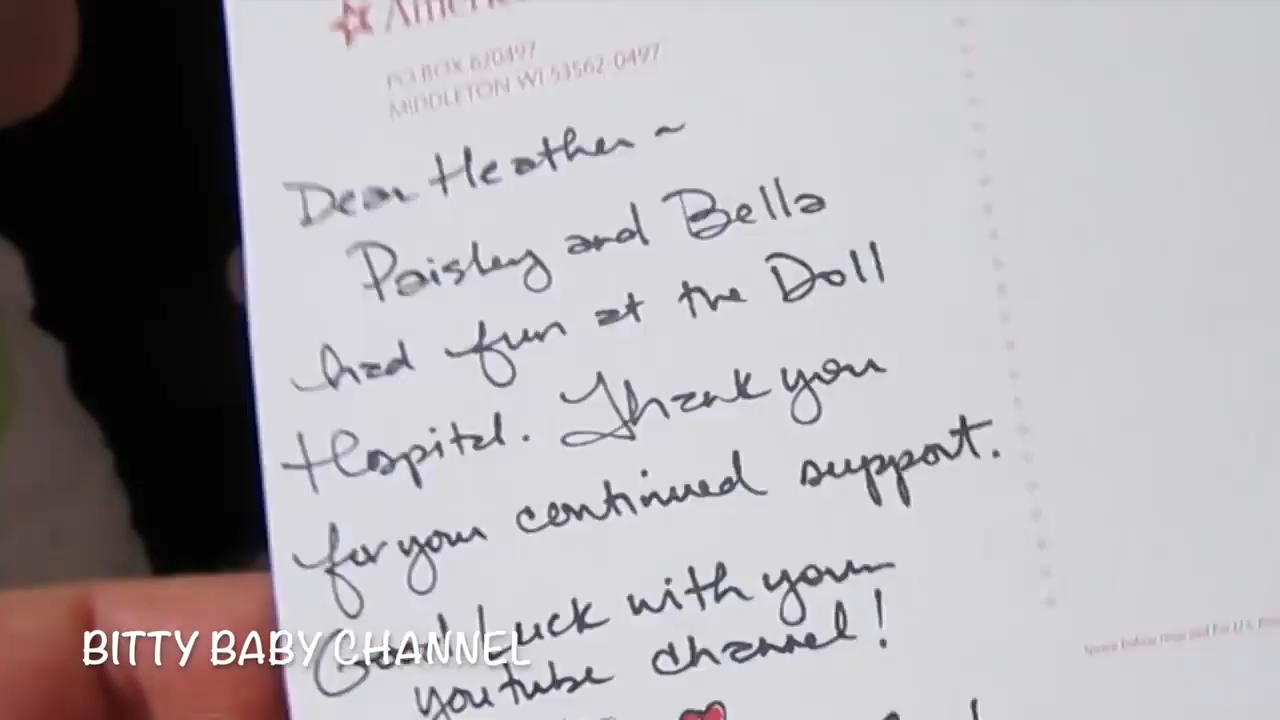 PO BOX 620497
MIDDLETON WI 53562-0497
Dear Heather ~
Paisley and Bella
had fun at the Doll
Hospital. Thank you
for your continued support.
Good luck with your
youtube channel!
BITTY BABY CHANNEL